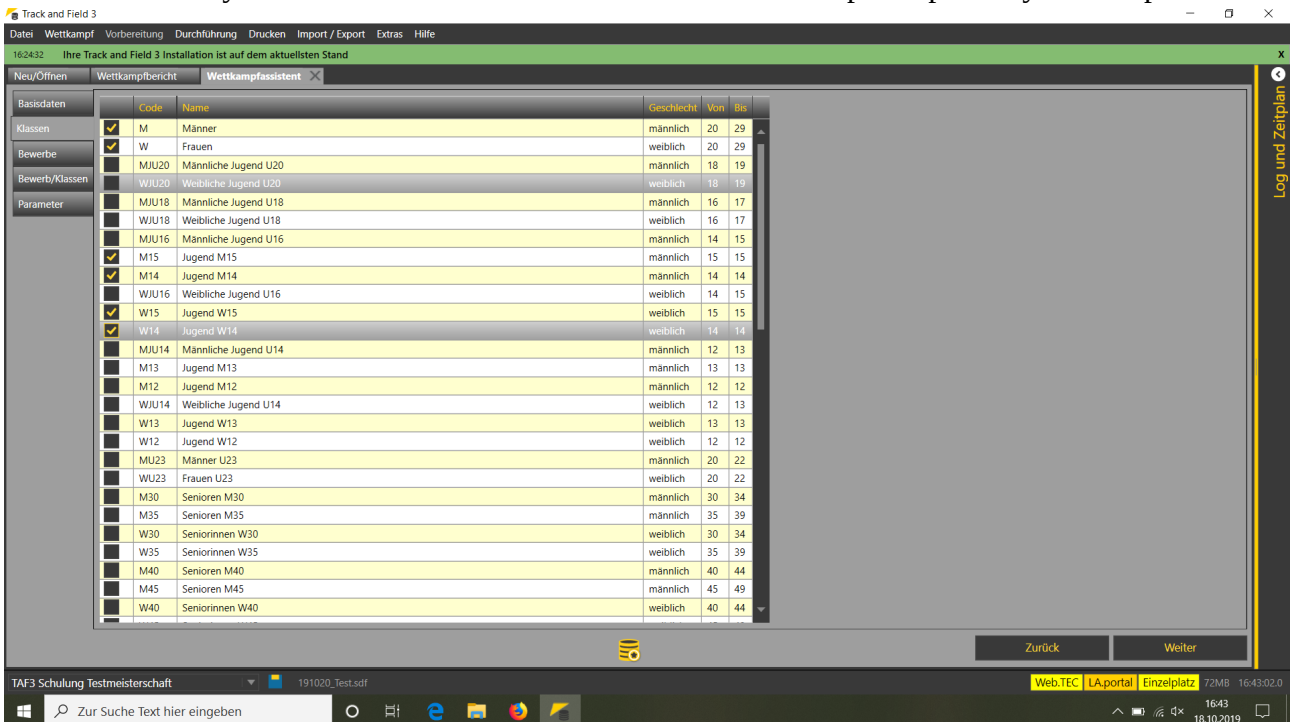 Track and Field 3
Datei Wettkampf Vorbereitung Durchführung Drucken Import / Export Extras Hilfe
16:24:32 Ihre Track and Field 3 Installation ist auf dem aktuellsten Stand X
Neu/Öffnen Wettkampfbericht Wettkampfassistent
Log und Zeitplan
Basisdaten
Klassen
Bewerbe
Bewerb/Klassen
Parameter
Code Name Geschlecht Von Bis
M Männer männlich 20 29
W Frauen weiblich 20 29
MJU20 Männliche Jugend U20 männlich 18 19
WJU20 Weibliche Jugend U20 weiblich 18 19
MJU18 Männliche Jugend U18 männlich 16 17
WJU18 Weibliche Jugend U18 weiblich 16 17
MJU16 Männliche Jugend U16 männlich 14 15
M15 Jugend M15 männlich 15 15
M14 Jugend M14 männlich 14 14
WJU16 Weibliche Jugend U16 weiblich 14 15
W15 Jugend W15 weiblich 15 15
W14 Jugend W14 weiblich 14 14
MJU14 Männliche Jugend U14 männlich 12 13
M13 Jugend M13 männlich 13 13
M12 Jugend M12 männlich 12 12
WJU14 Weibliche Jugend U14 weiblich 12 13
W13 Jugend W13 weiblich 13 13
W12 Jugend W12 weiblich 12 12
MU23 Männer U23 männlich 20 22
WU23 Frauen U23 weiblich 20 22
M30 Senioren M30 männlich 30 34
M35 Senioren M35 männlich 35 39
W30 Seniorinnen W30 weiblich 30 34
W35 Seniorinnen W35 weiblich 35 39
M40 Senioren M40 männlich 40 44
M45 Senioren M45 männlich 45 49
W40 Seniorinnen W40 weiblich 40 44
Zurück Weiter
TAF3 Schulung Testmeisterschaft 191020_Test.sdf Web.TEC LA.portal Einzelplatz 72MB 16:43:02.0
Zur Suche Text hier eingeben 16:43
18.10.2019